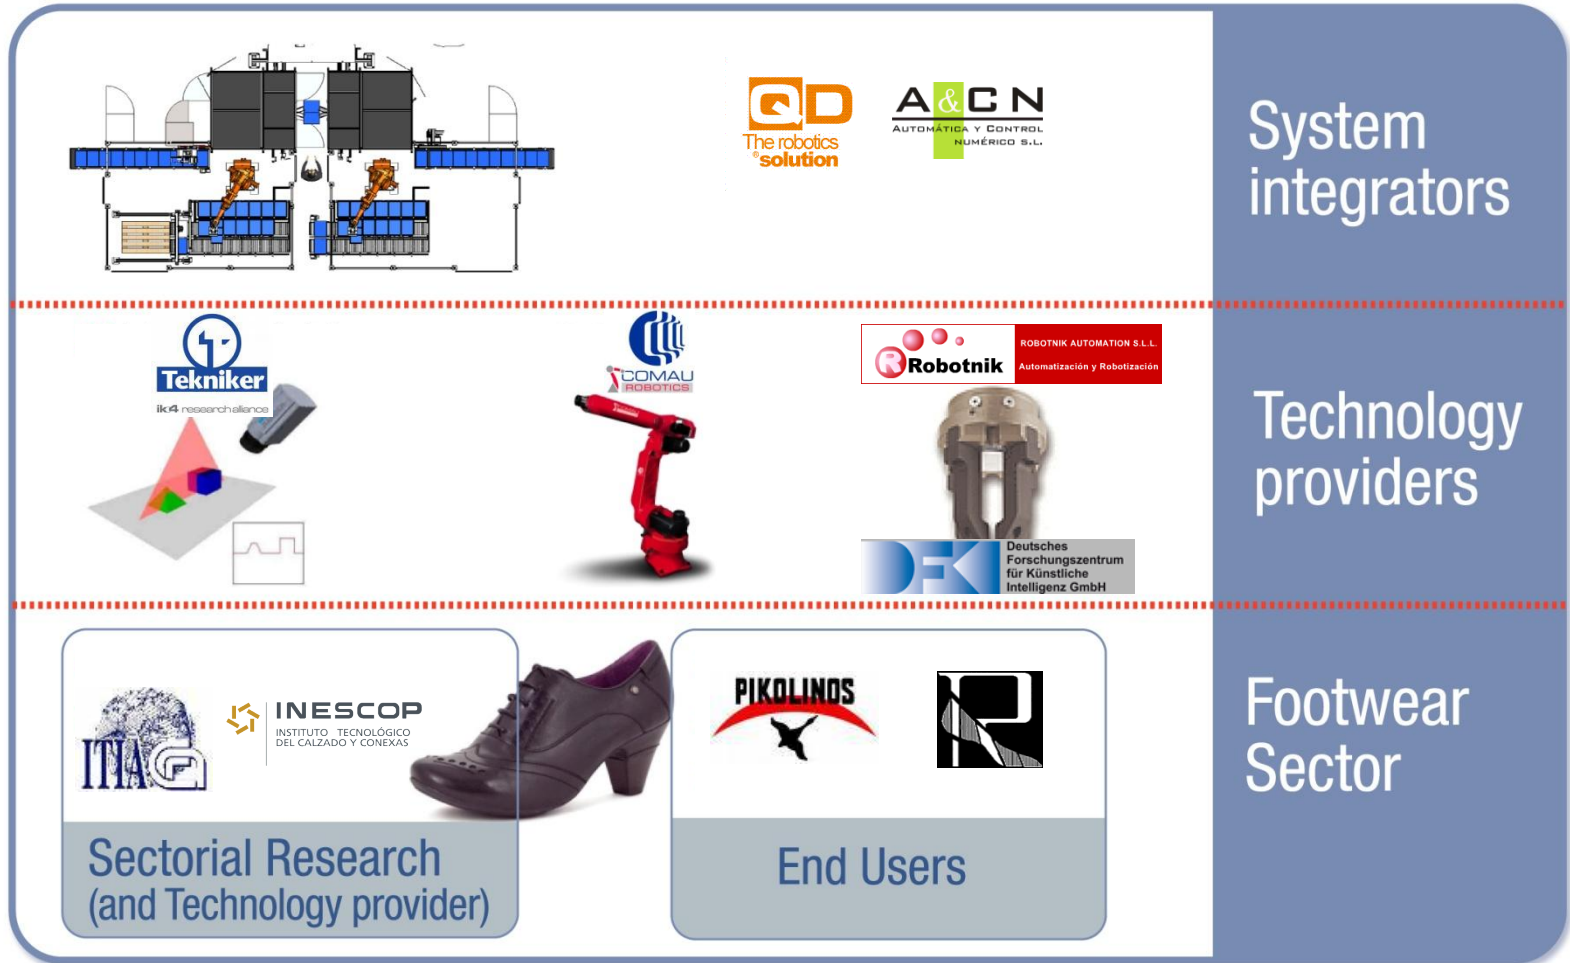 QD
The robotics
®solution
A&CN
AUTOMÁTICA Y CONTROL
NUMÉRICO S.L.
System
integrators
Tekniker
ik4 research alliance
COMAU
ROBOTICS
Robotnik
ROBOTNIK AUTOMATION S.L.L.
Automatización y Robotización
DFK
Deutsches
Forschungszentrum
für Künstliche
Intelligenz GmbH
Technology
providers
ITIA
INESCOP
INSTITUTO TECNOLÓGICO
DEL CALZADO Y CONEXAS
PIKOLINOS
R
Footwear
Sector
Sectorial Research
(and Technology provider)
End Users